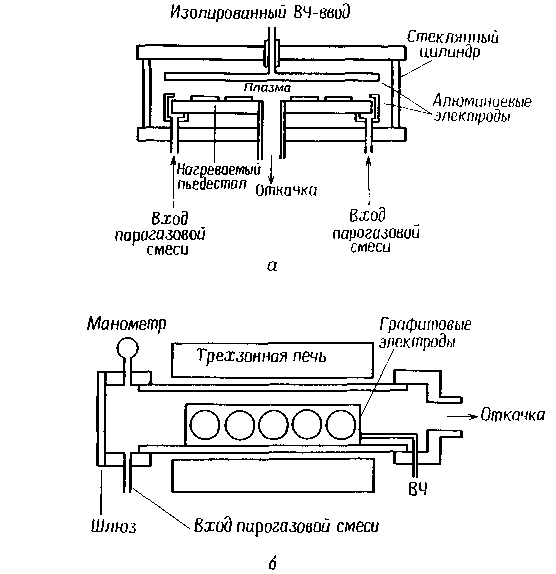 Изолированный ВЧ-ввод
Стеклянный
цилиндр
Плазма
Алюминиевые
электроды
Нагреваемый
пьедестал
Откачка
Вход
парогазовой
смеси
Вход
парогазовой
смеси
а
Манометр
Трехзонная печь
Графитовые
электроды
Откачка
ВЧ
Шлюз
Вход парогазовой смеси
б